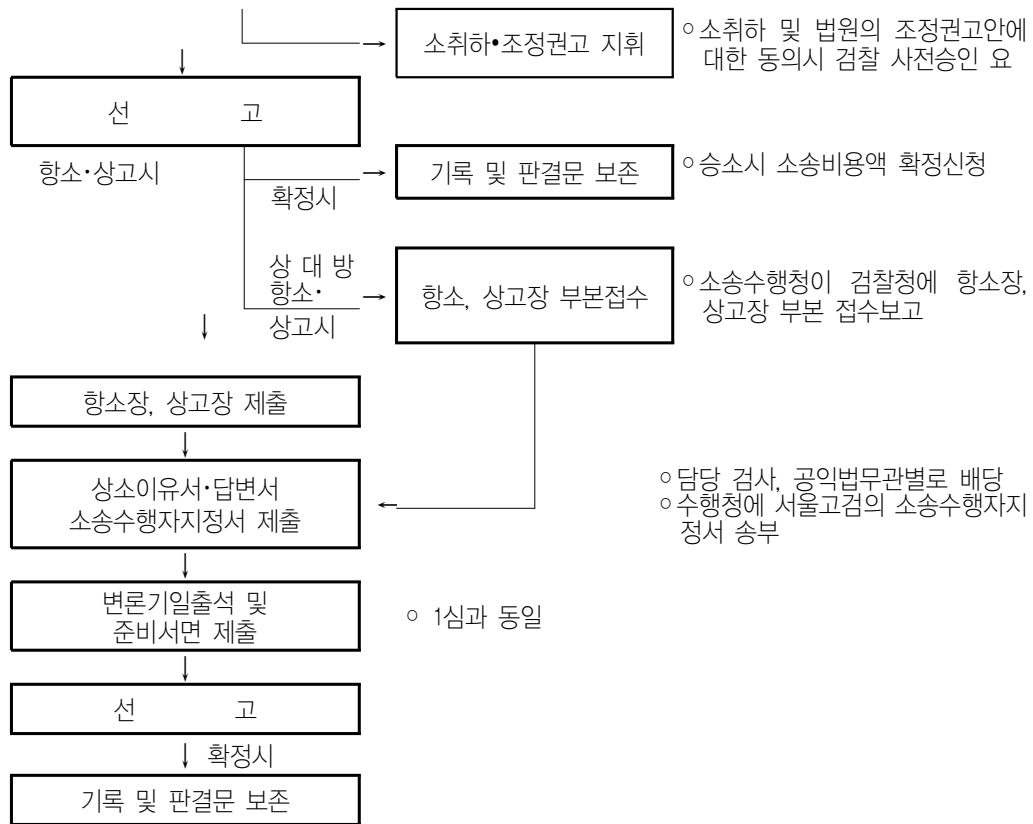 소취하•조정권고 지휘
○ 소취하 및 법원의 조정권고안에
대한 동의시 검찰 사전승인 요
선 고
항소·상고시
확정시
기록 및 판결문 보존
○ 승소시 소송비용액 확정신청
상 대 방
항소·
상고시
항소, 상고장 부본접수
○ 소송수행청이 검찰청에 항소장,
상고장 부본 접수보고
항소장, 상고장 제출
상소이유서·답변서
소송수행자지정서 제출
○ 담당 검사, 공익법무관별로 배당
○ 수행청에 서울고검의 소송수행자지
정서 송부
변론기일출석 및
준비서면 제출
○ 1심과 동일
선 고
확정시
기록 및 판결문 보존